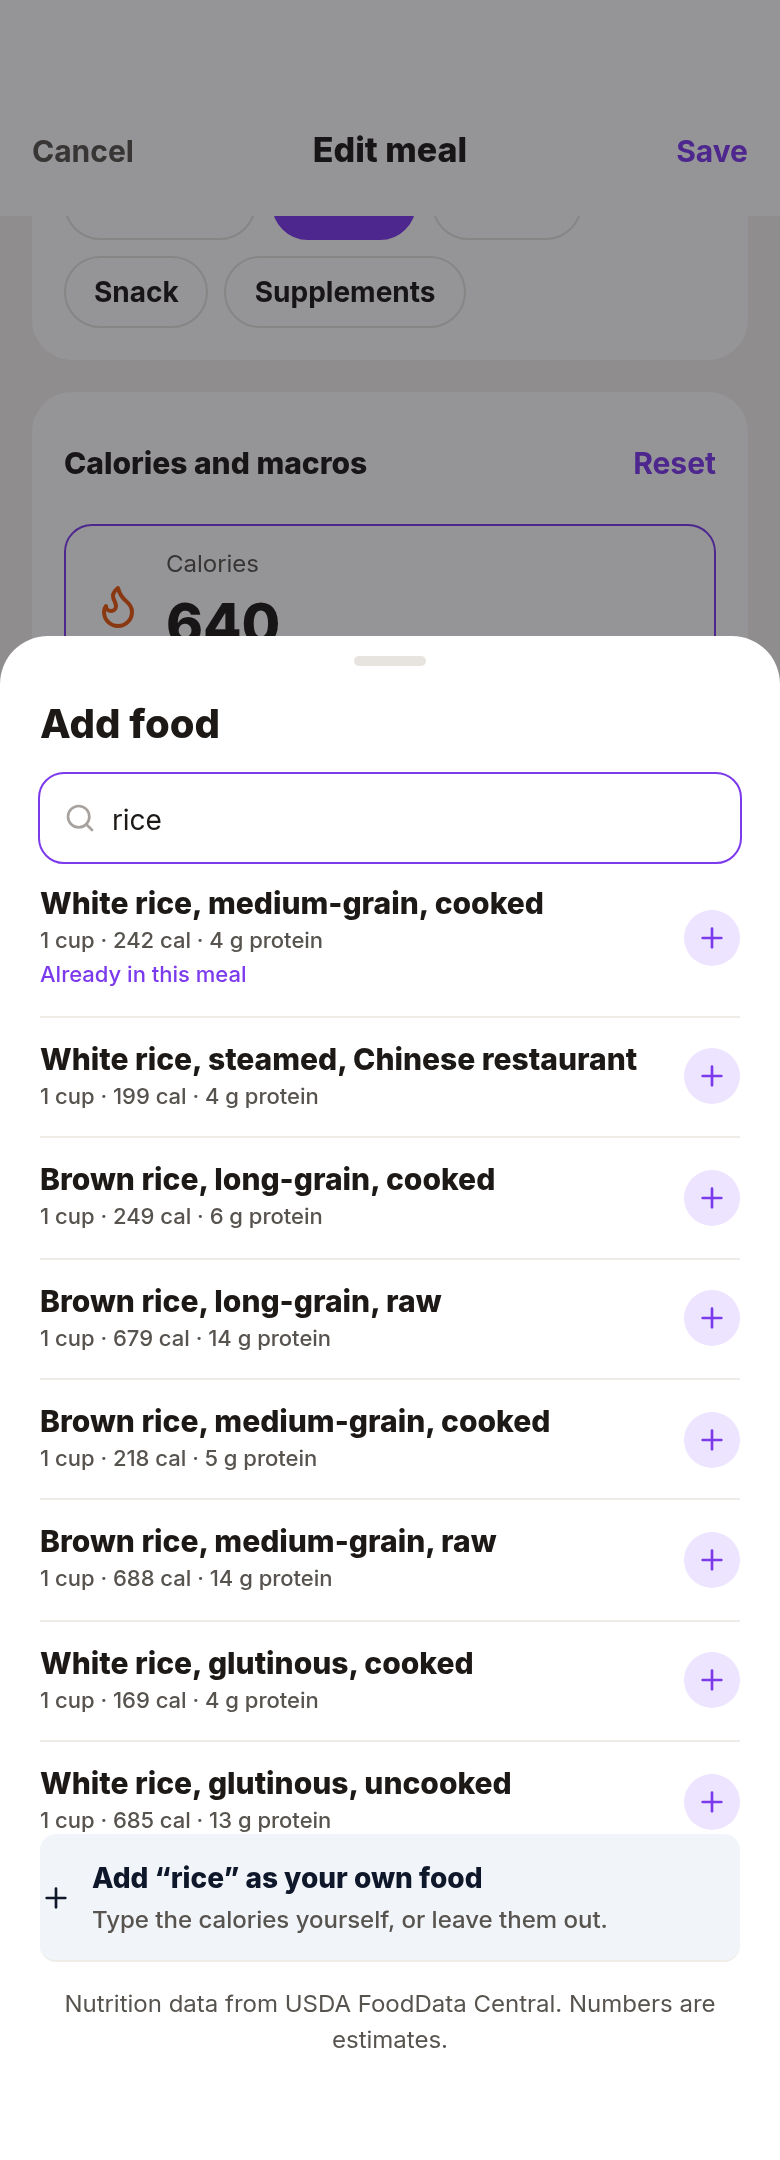 Cancel
Edit meal
Save
Snack
Supplements
Calories and macros
Reset
Calories
640
Add food
rice
White rice, medium-grain, cooked
1 cup · 242 cal · 4 g protein
Already in this meal
White rice, steamed, Chinese restaurant
1 cup · 199 cal · 4 g protein
Brown rice, long-grain, cooked
1 cup · 249 cal · 6 g protein
Brown rice, long-grain, raw
1 cup · 679 cal · 14 g protein
Brown rice, medium-grain, cooked
1 cup · 218 cal · 5 g protein
Brown rice, medium-grain, raw
1 cup · 688 cal · 14 g protein
White rice, glutinous, cooked
1 cup · 169 cal · 4 g protein
White rice, glutinous, uncooked
1 cup · 685 cal · 13 g protein
Add “rice” as your own food
Type the calories yourself, or leave them out.
Nutrition data from USDA FoodData Central. Numbers are
estimates.